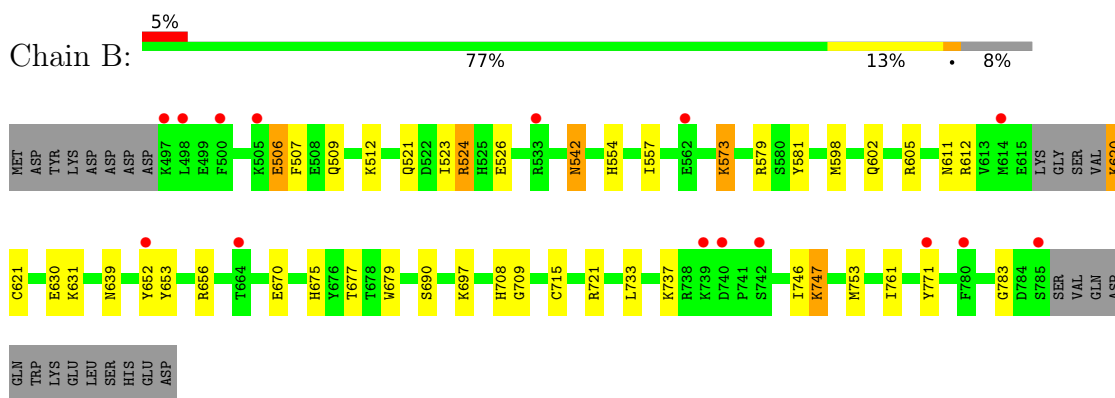 5%
Chain B:
77% 13% • 8%
MET ASP TYR LYS ASP ASP ASP ASP K497 L498 E499 F500 K505 E506 F507 E508 Q509 K512 Q521 D522 I523 R524 H525 E526 R533 N542 H554 I557 E562 K573 R579 S580 Y581 M598 Q602 R605 N611 R612 V613 M614 E615 LYS GLY SER VAL K620
C621 E630 K631 N639 Y652 Y653 R656 T664 E670 H675 Y676 T677 T678 W679 S690 K697 H708 G709 C715 R721 L733 K737 R738 K739 D740 P741 S742 I746 K747 M753 I761 Y771 F780 G783 D784 S785 SER VAL GLN ASP
GLN TRP LYS GLU LEU SER HIS GLU ASP